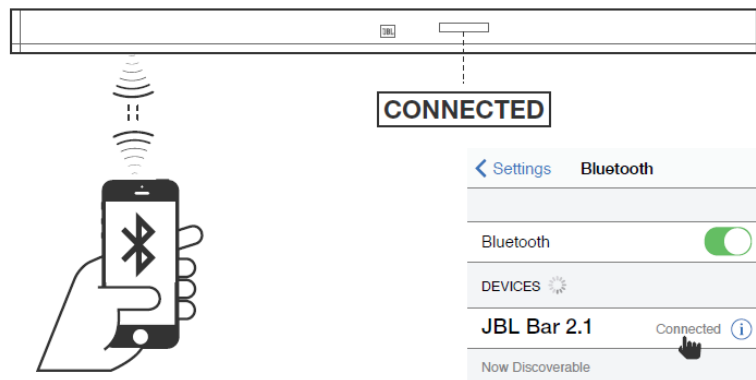 JBL
CONNECTED
Settings Bluetooth
Bluetooth
DEVICES
JBL Bar 2.1 Connected i
Now Discoverable